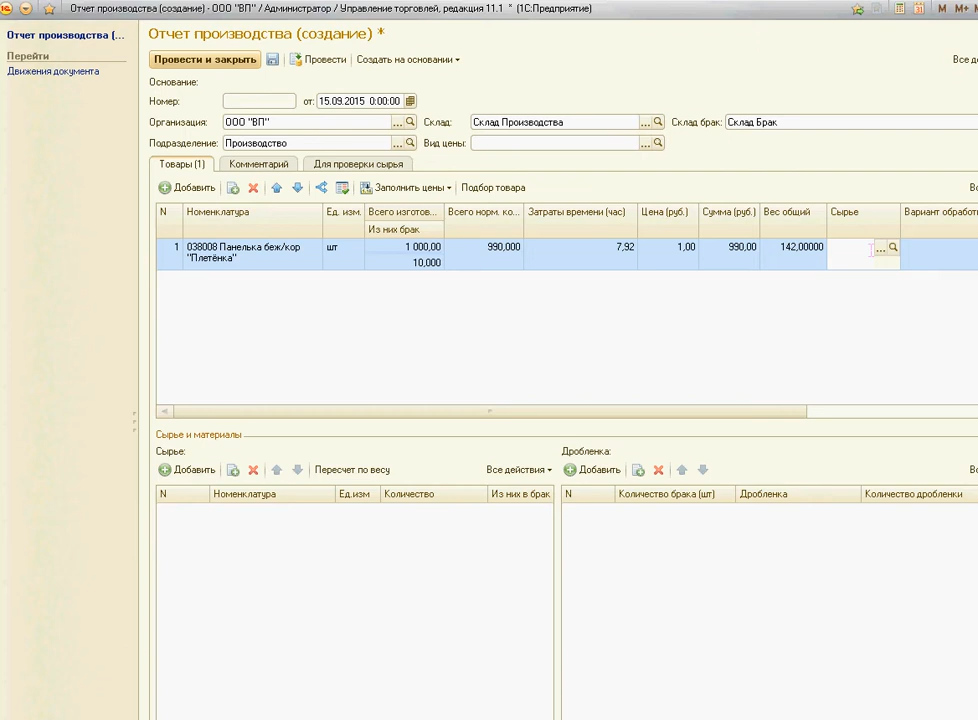 Отчет производства (создание) - ООО "ВП" / Администратор / Управление торговлей, редакция 11.1 * (1С:Предприятие)
M M+
Отчет производства (...
Перейти
Движения документа
Отчет производства (создание) *
Провести и закрыть Провести Создать на основании
Основание:
Номер: от: 15.09.2015 0:00:00
Организация: ООО "ВП" ... Склад: Склад Производства ... Склад брак: Склад Брак
Подразделение: Производство ... Вид цены: ...
Товары (1) Комментарий Для проверки сырья
Добавить Заполнить цены Подбор товара
N Номенклатура Ед. изм. Всего изготов... Всего норм. ко... Затраты времени (час) Цена (руб.) Сумма (руб.) Вес общий Сырье
Из них брак
1 038008 Панелька беж/кор шт 1 000,00 990,000 7,92 1,00 990,00 142,00000 ...
"Плетёнка" 10,000
Сырье и материалы
Сырье: Дробленка:
Добавить Пересчет по весу Все действия Добавить
N Номенклатура Ед.изм Количество Из них в брак N Количество брака (шт) Дробленка Количество дробленки